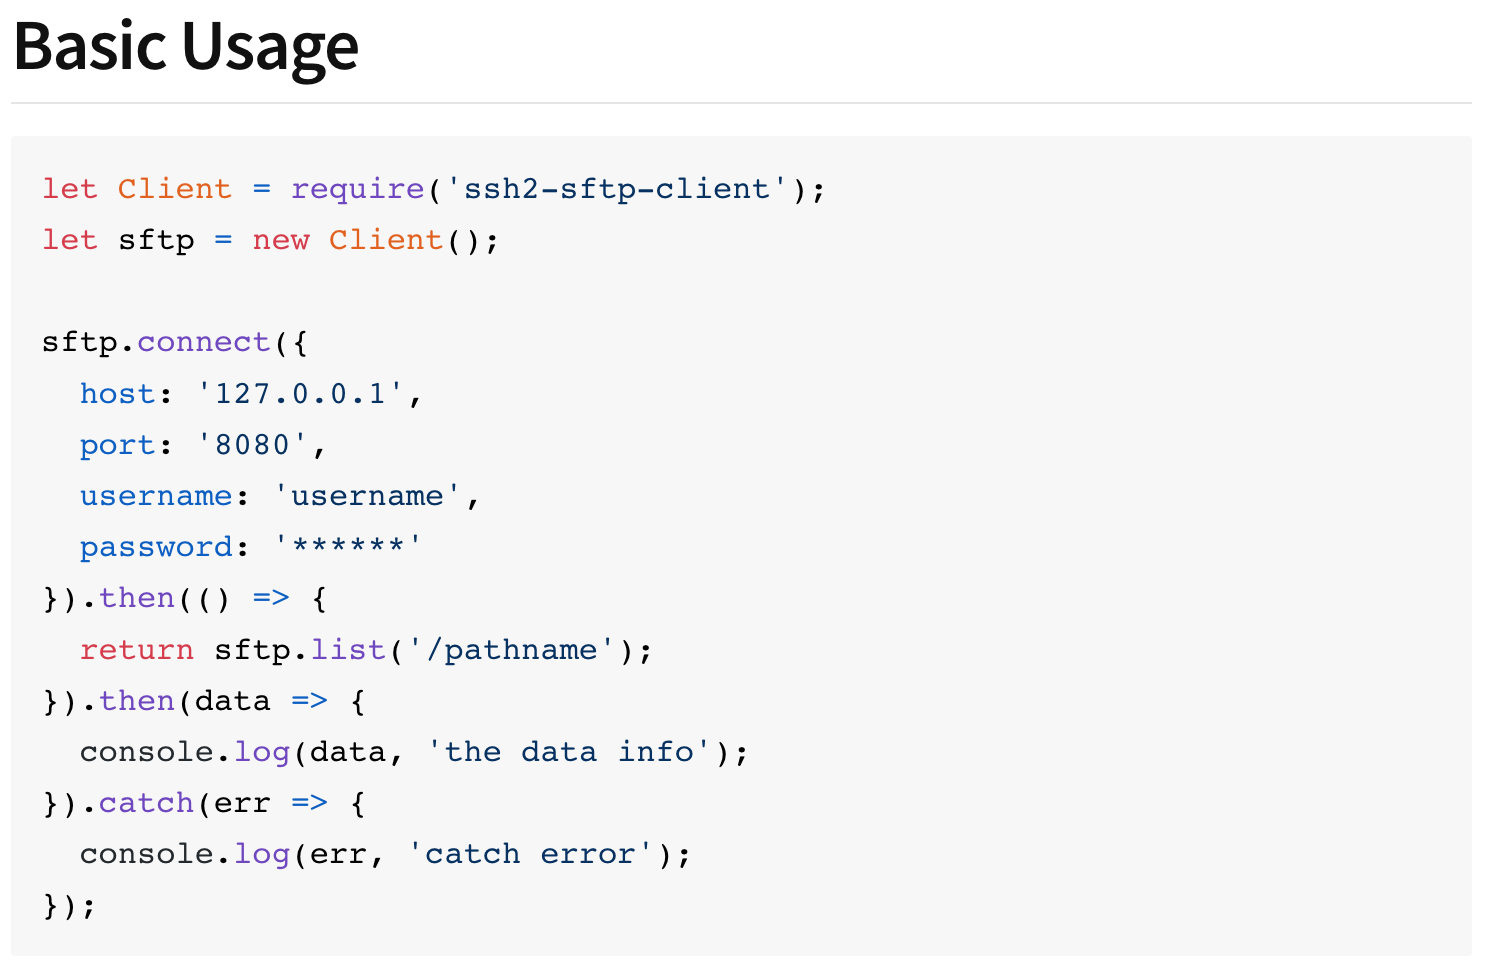 Basic Usage
let Client = require('ssh2-sftp-client');
let sftp = new Client();

sftp.connect({
  host: '127.0.0.1',
  port: '8080',
  username: 'username',
  password: '******'
}).then(() => {
  return sftp.list('/pathname');
}).then(data => {
  console.log(data, 'the data info');
}).catch(err => {
  console.log(err, 'catch error');
});